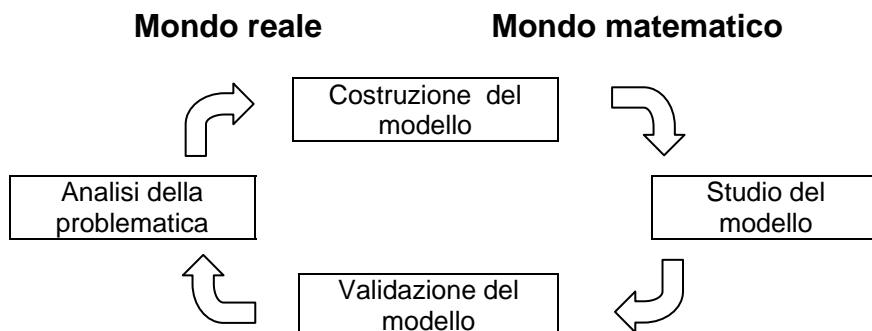 Mondo reale Mondo matematico
Costruzione del
modello
Analisi della
problematica
Studio del
modello
Validazione del
modello